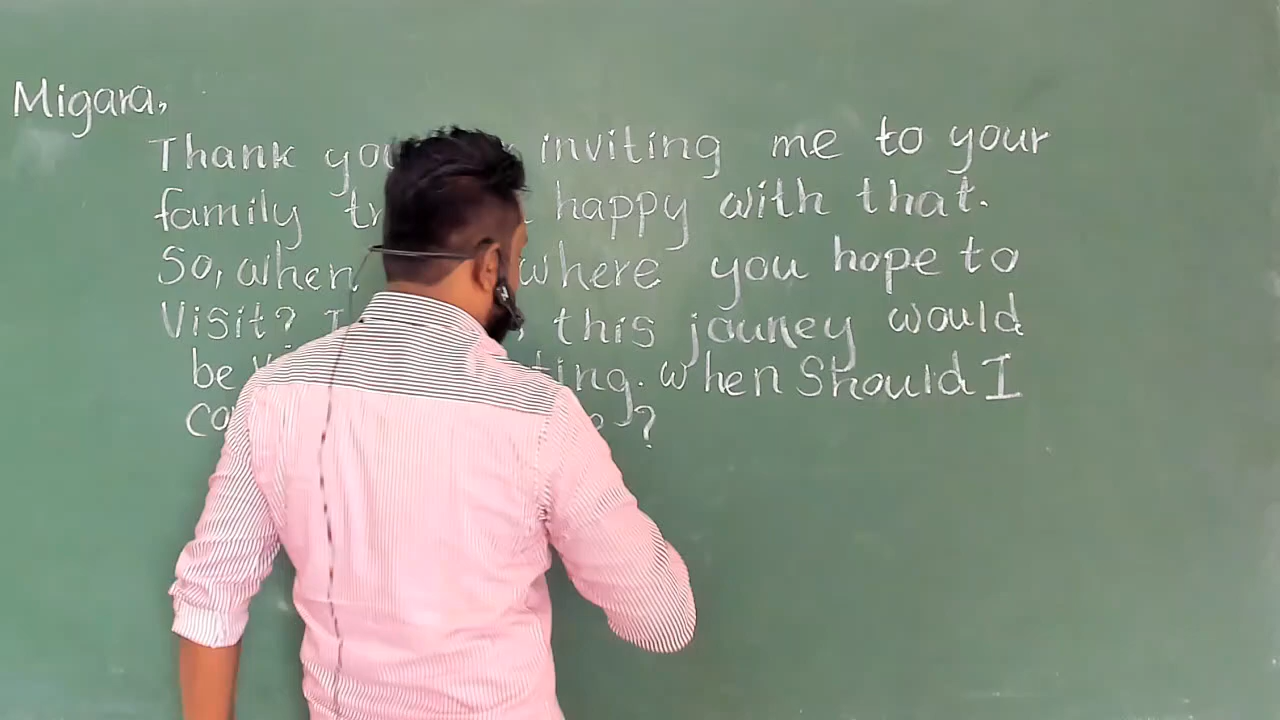 Migara,
Thank you inviting me to your
family happy with that.
So, when where you hope to
Visit? this jouney would
be when Should I
?